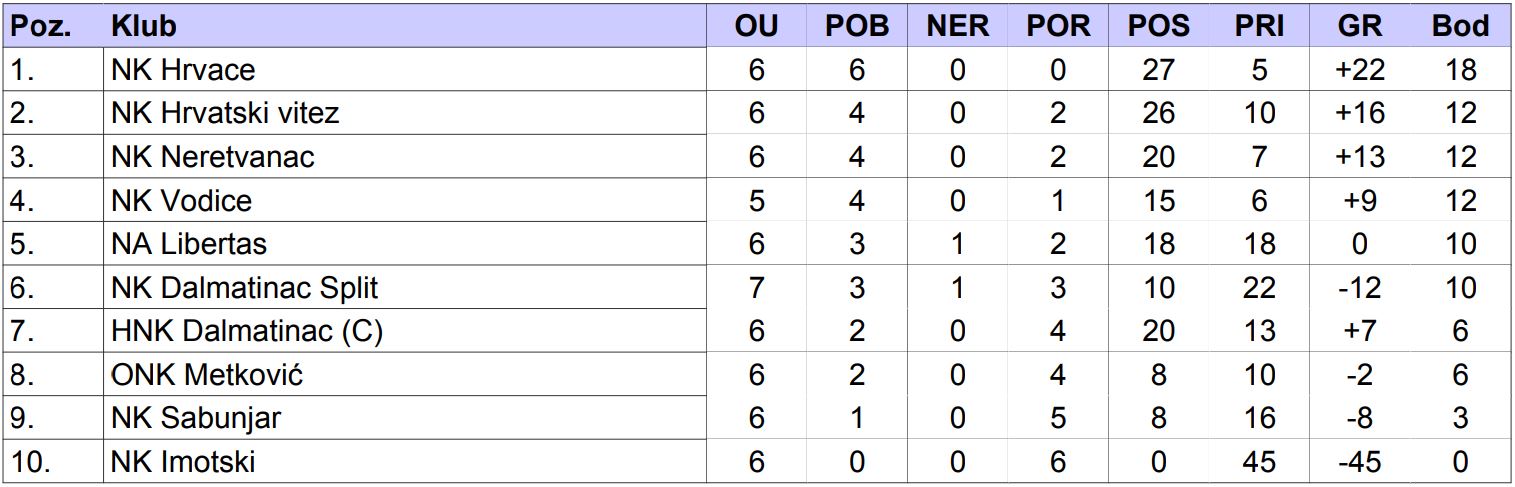 Poz. Klub OU POB NER POR POS PRI GR Bod
1. NK Hrvace 6 6 0 0 27 5 +22 18
2. NK Hrvatski vitez 6 4 0 2 26 10 +16 12
3. NK Neretvanac 6 4 0 2 20 7 +13 12
4. NK Vodice 5 4 0 1 15 6 +9 12
5. NA Libertas 6 3 1 2 18 18 0 10
6. NK Dalmatinac Split 7 3 1 3 10 22 -12 10
7. HNK Dalmatinac (C) 6 2 0 4 20 13 +7 6
8. ONK Metković 6 2 0 4 8 10 -2 6
9. NK Sabunjar 6 1 0 5 8 16 -8 3
10. NK Imotski 6 0 0 6 0 45 -45 0